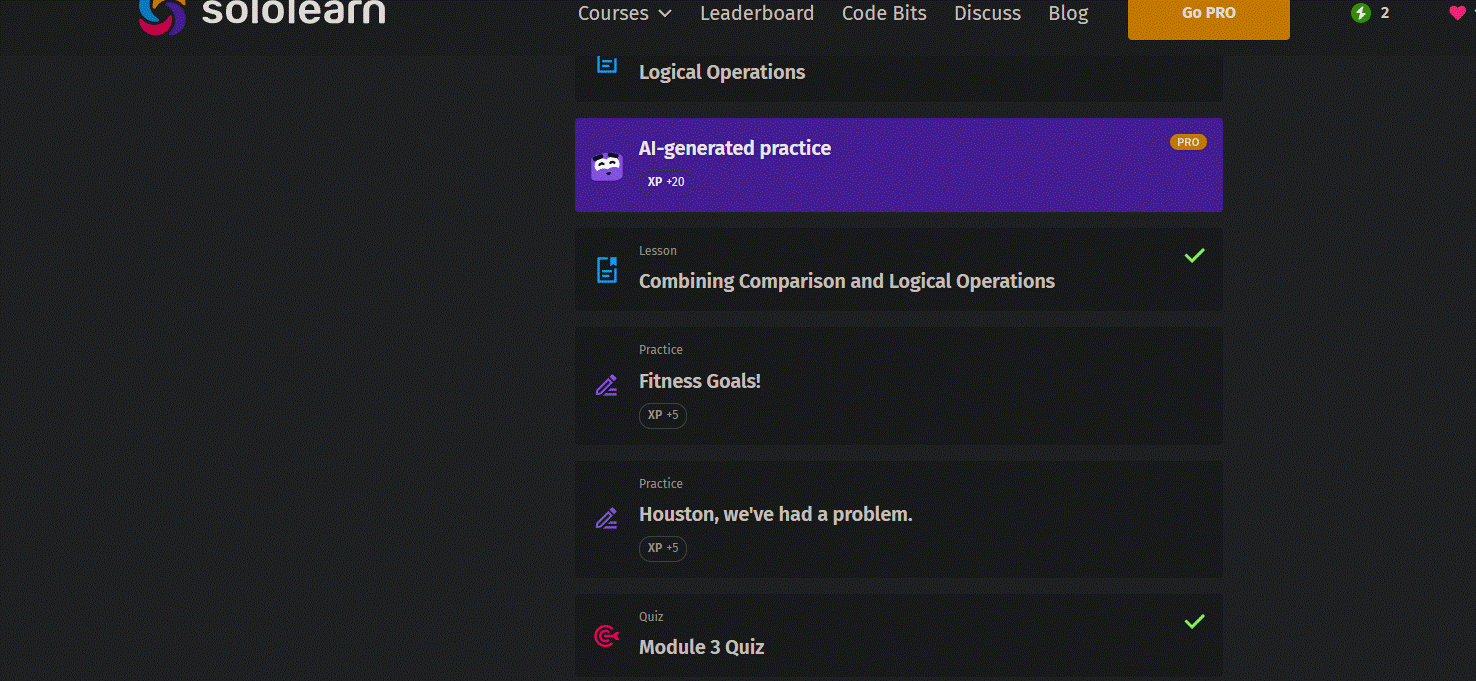 sololearn
Courses Leaderboard Code Bits Discuss Blog Go PRO 2
Logical Operations
AI-generated practice PRO
XP +20
Lesson
Combining Comparison and Logical Operations
Practice
Fitness Goals!
XP +5
Practice
Houston, we've had a problem.
XP +5
Quiz
Module 3 Quiz